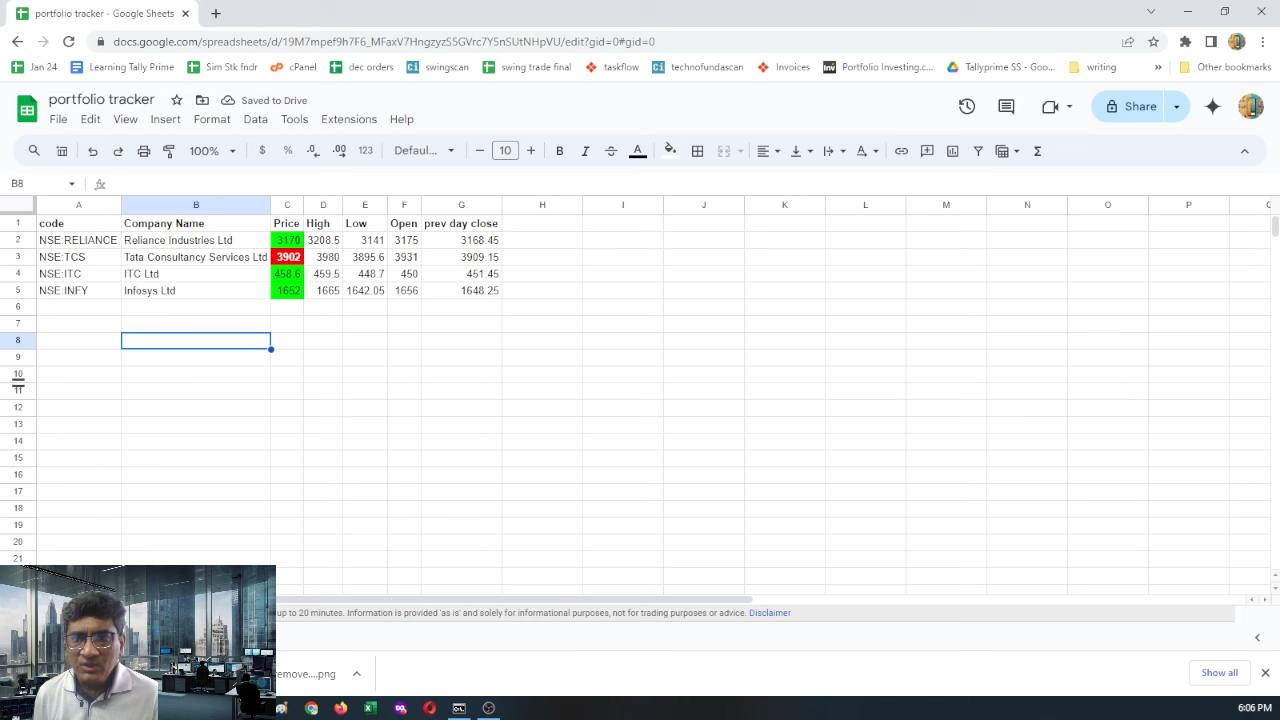 portfolio tracker - Google Sheets
docs.google.com/spreadsheets/d/19M7mpef9h7F6_MFaxV7HngzyzS5GVrc7Y5nSUtNHpVU/edit?gid=0#gid=0
Jan 24 Learning Tally Prime Sim Stk fndr cPanel dec orders swingscan swing trade final taskflow technofundascan Invoices Portfolio Investing.c... Tallyprime SS - Goo... writing » Other bookmarks
portfolio tracker Saved to Drive
File Edit View Insert Format Data Tools Extensions Help
Share
100% $ % .0 .00 123 Defaul... − 10 + B I A Σ
B8 fx
A B C D E F G H I J K L M N O P
1 code Company Name Price High Low Open prev day close
2 NSE:RELIANCE Reliance Industries Ltd 3170 3208.5 3141 3175 3168.45
3 NSE:TCS Tata Consultancy Services Ltd 3902 3980 3895.6 3931 3909.15
4 NSE:ITC ITC Ltd 458.6 459.5 448.7 450 451.45
5 NSE:INFY Infosys Ltd 1652 1665 1642.05 1656 1648.25
6
7
8
9
10
11
12
13
14
15
16
17
18
19
20
21
up to 20 minutes. Information is provided 'as is' and solely for informational purposes, not for trading purposes or advice. Disclaimer
remove....png Show all
6:06 PM